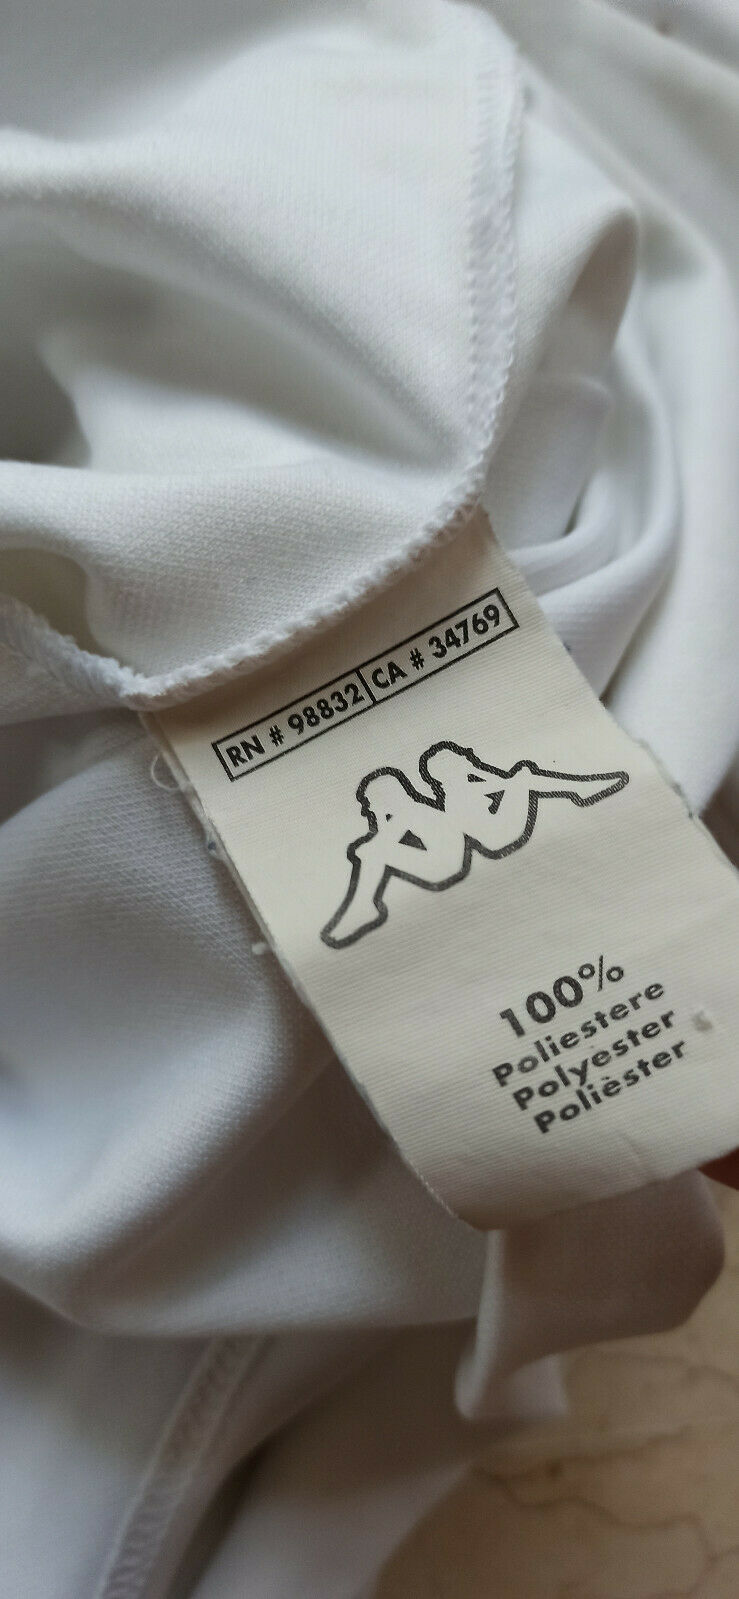 RN # 98832 CA # 34769
100%
Poliestere
Polyester
Polièster